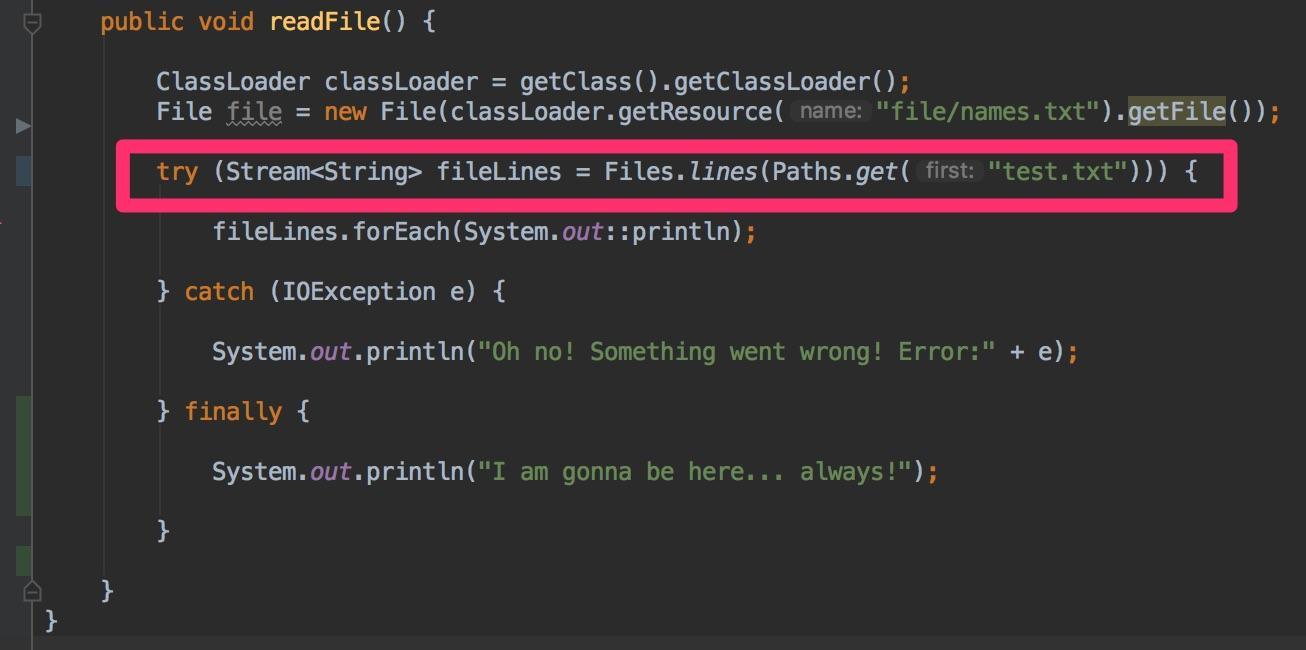 public void readFile() {
ClassLoader classLoader = getClass().getClassLoader();
File file = new File(classLoader.getResource( name: "file/names.txt").getFile());
try (Stream<String> fileLines = Files.lines(Paths.get( first: "test.txt"))) {
fileLines.forEach(System.out::println);
} catch (IOException e) {
System.out.println("Oh no! Something went wrong! Error:" + e);
} finally {
System.out.println("I am gonna be here... always!");
}
}
}